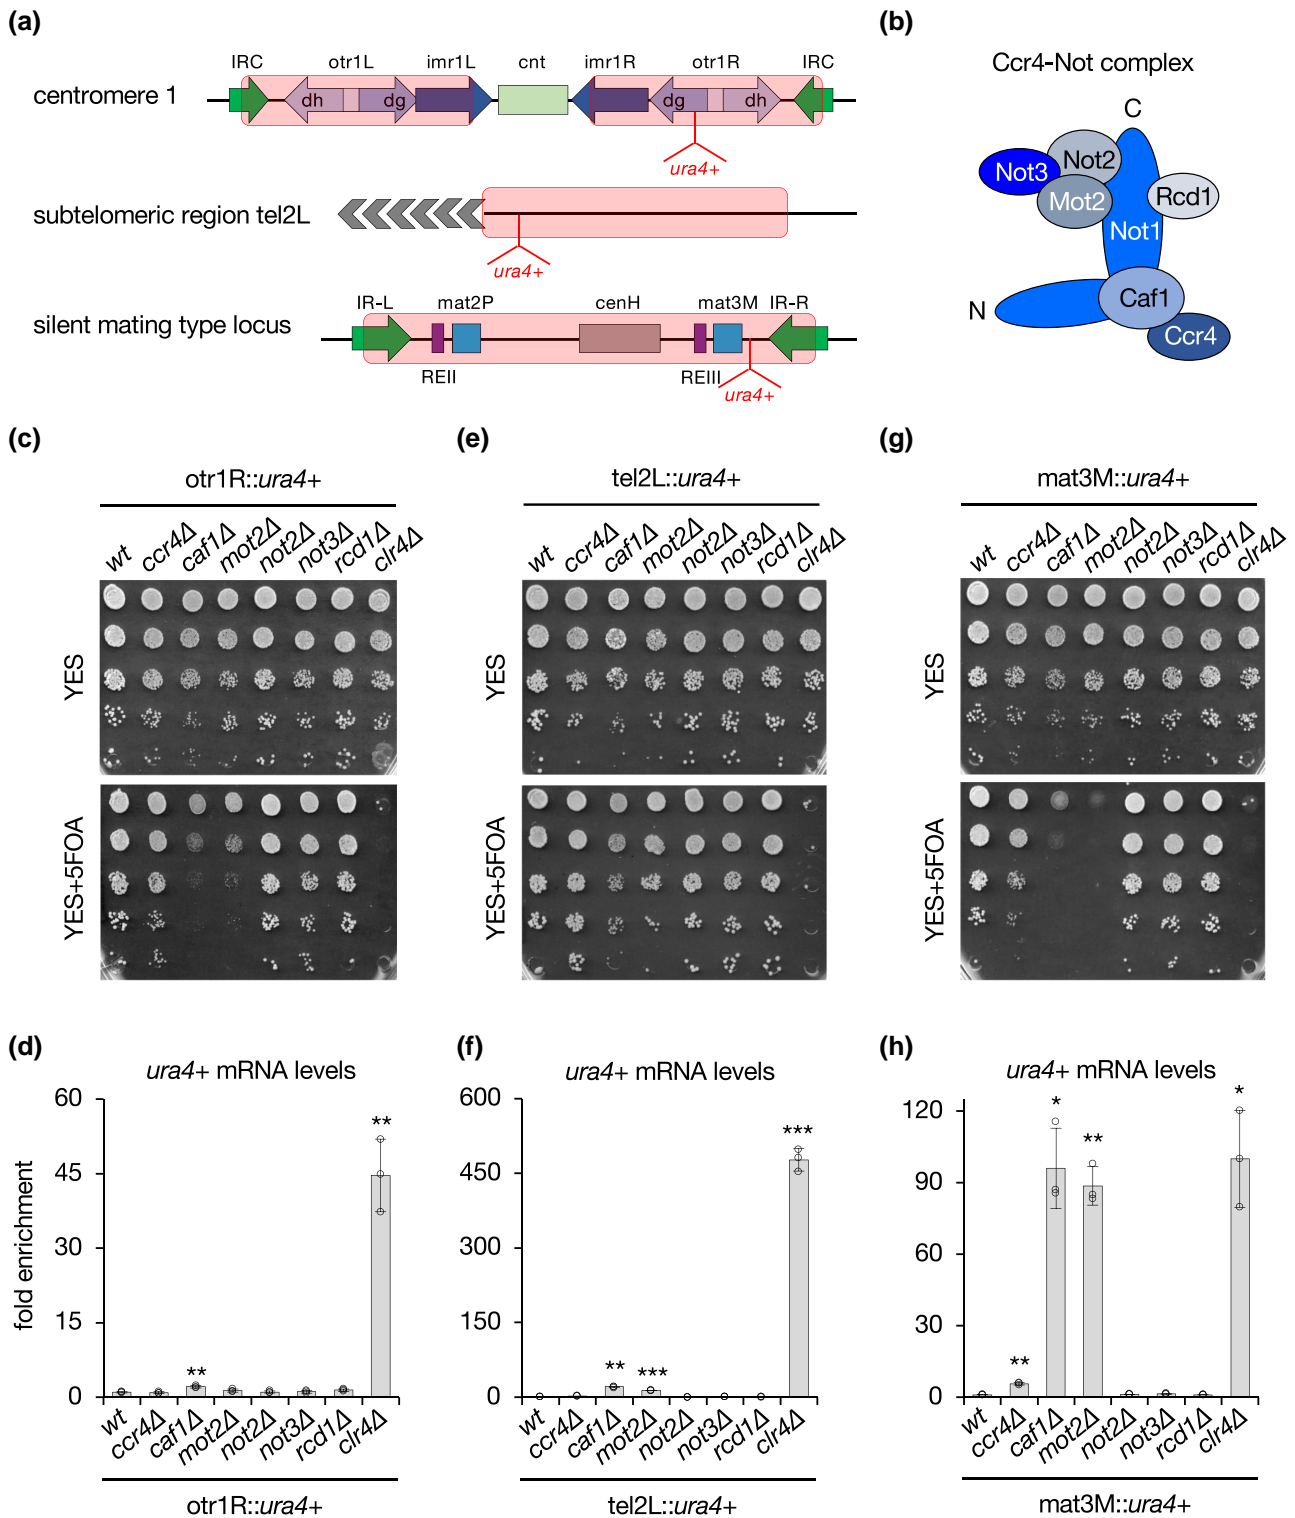 (a)
IRC otr1L imr1L cnt imr1R otr1R IRC
centromere 1
dh dg dg dh
ura4+
subtelomeric region tel2L
ura4+
IR-L mat2P cenH mat3M IR-R
silent mating type locus
REII REIII
ura4+
(b)
Ccr4-Not complex
C
Not2
Not3
Mot2
Rcd1
Not1
N
Caf1
Ccr4
(c)
otr1R::ura4+
wt ccr4Δ caf1Δ mot2Δ not2Δ not3Δ rcd1Δ clr4Δ
YES
YES+5FOA
(e)
tel2L::ura4+
wt ccr4Δ caf1Δ mot2Δ not2Δ not3Δ rcd1Δ clr4Δ
YES
YES+5FOA
(g)
mat3M::ura4+
wt ccr4Δ caf1Δ mot2Δ not2Δ not3Δ rcd1Δ clr4Δ
YES
YES+5FOA
(d)
ura4+ mRNA levels
fold enrichment
60
45
30
15
0
**
**
wt ccr4Δ caf1Δ mot2Δ not2Δ not3Δ rcd1Δ clr4Δ
otr1R::ura4+
(f)
ura4+ mRNA levels
600
450
300
150
0
** *** ***
wt ccr4Δ caf1Δ mot2Δ not2Δ not3Δ rcd1Δ clr4Δ
tel2L::ura4+
(h)
ura4+ mRNA levels
120
90
60
30
0
** * ** *
wt ccr4Δ caf1Δ mot2Δ not2Δ not3Δ rcd1Δ clr4Δ
mat3M::ura4+